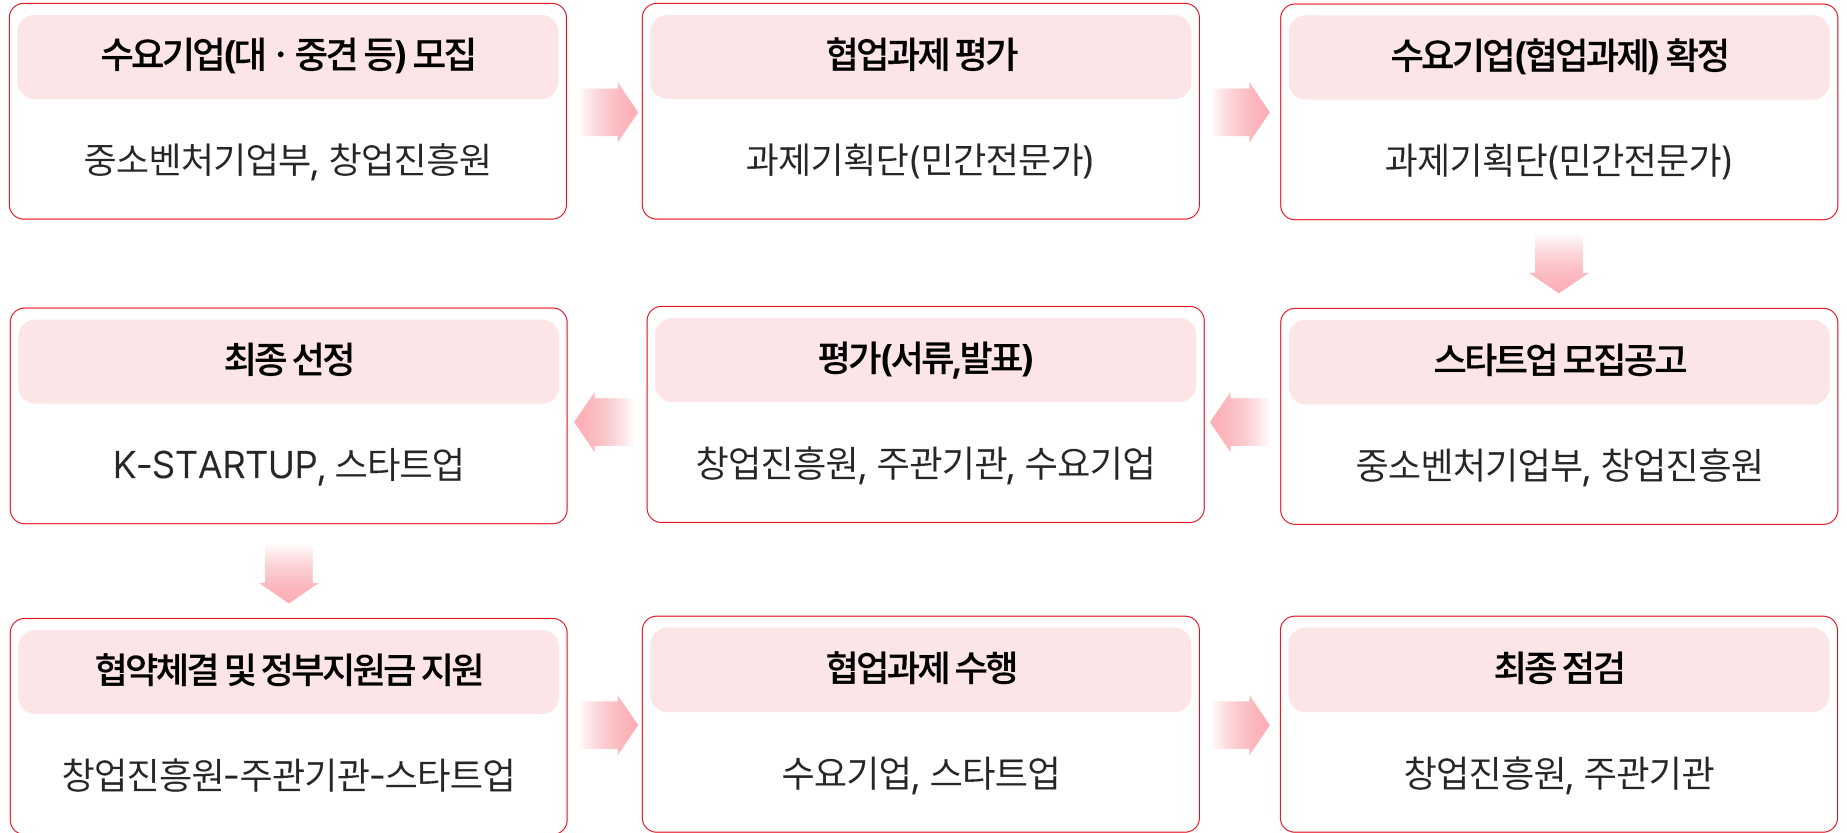 수요기업(대 · 중견 등) 모집
중소벤처기업부, 창업진흥원
협업과제 평가
과제기획단(민간전문가)
수요기업(협업과제) 확정
과제기획단(민간전문가)
스타트업 모집공고
중소벤처기업부, 창업진흥원
평가(서류,발표)
창업진흥원, 주관기관, 수요기업
최종 선정
K-STARTUP, 스타트업
협약체결 및 정부지원금 지원
창업진흥원-주관기관-스타트업
협업과제 수행
수요기업, 스타트업
최종 점검
창업진흥원, 주관기관